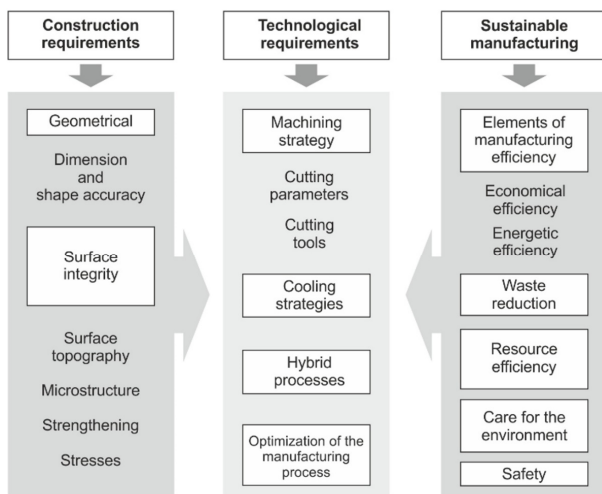 Construction
requirements
Geometrical
Dimension
and
shape accuracy
Surface
integrity
Surface
topography
Microstructure
Strengthening
Stresses
Technological
requirements
Machining
strategy
Cutting
parameters
Cutting
tools
Cooling
strategies
Hybrid
processes
Optimization of the
manufacturing
process
Sustainable
manufacturing
Elements of
manufacturing
efficiency
Economical
efficiency
Energetic
efficiency
Waste
reduction
Resource
efficiency
Care for the
environment
Safety